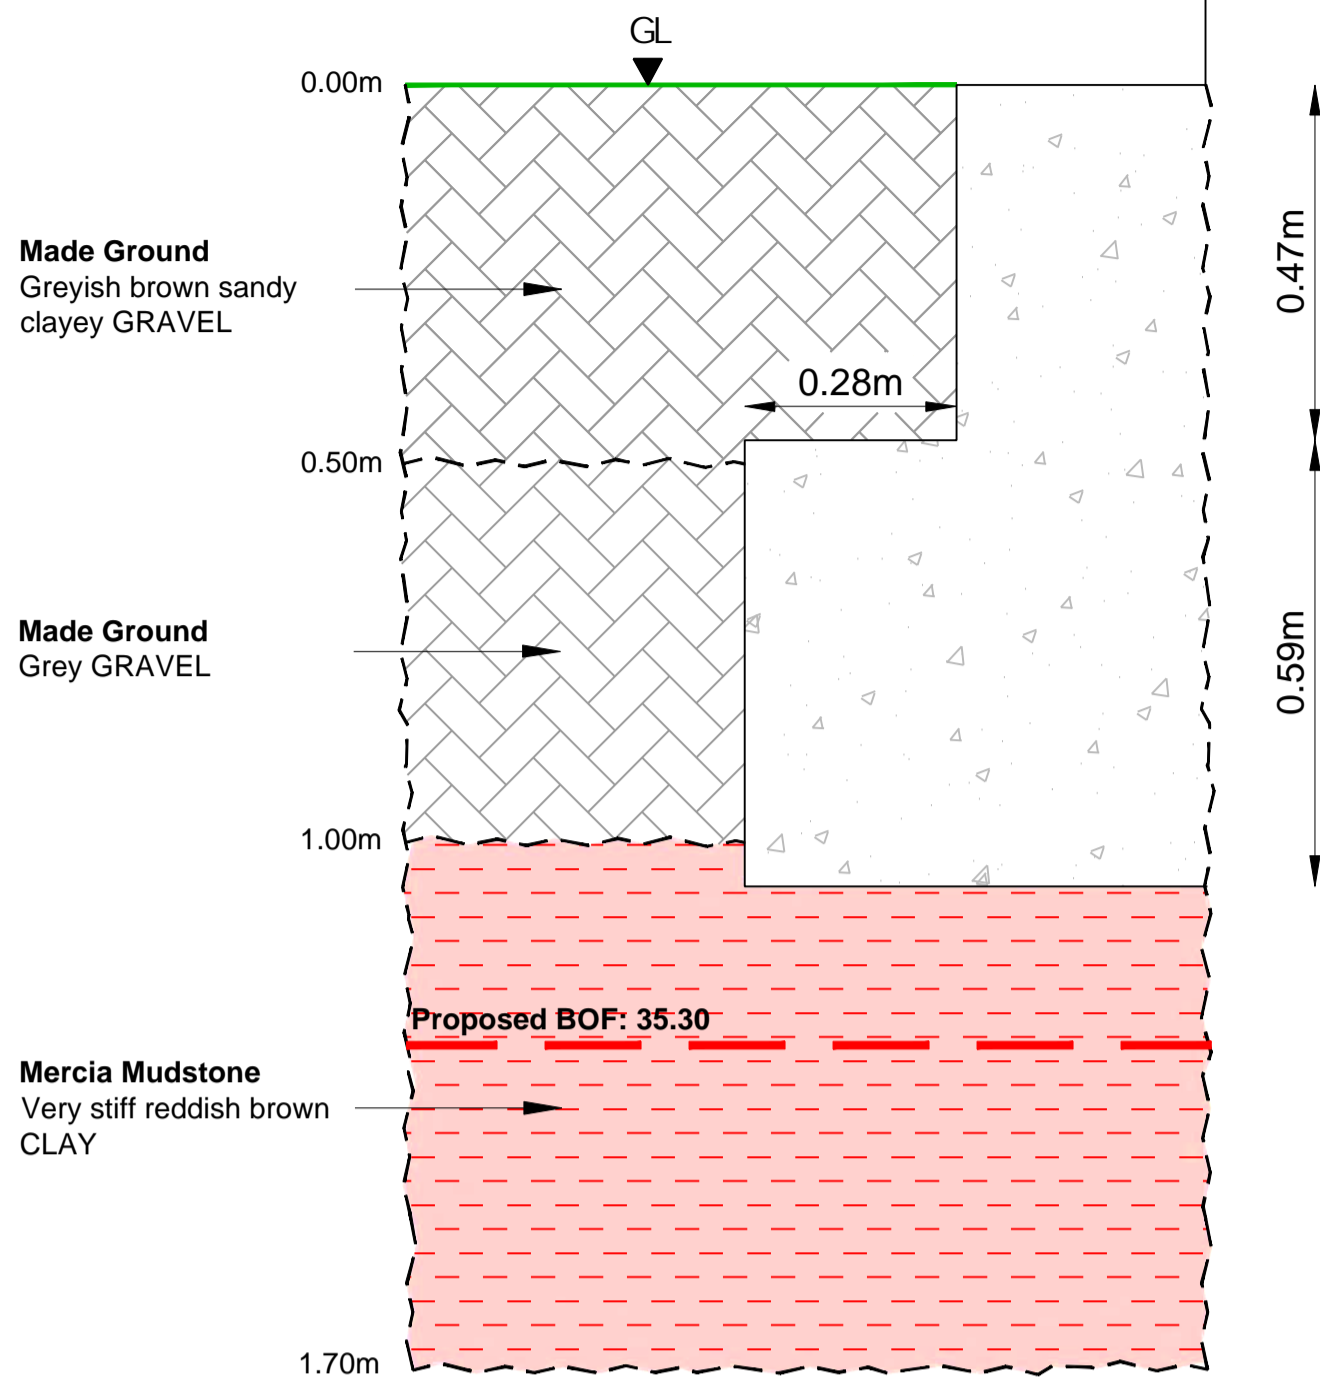 GL
0.00m
Made Ground
Greyish brown sandy
clayey GRAVEL
0.47m
0.28m
0.50m
Made Ground
Grey GRAVEL
0.59m
1.00m
Proposed BOF: 35.30
Mercia Mudstone
Very stiff reddish brown
CLAY
1.70m